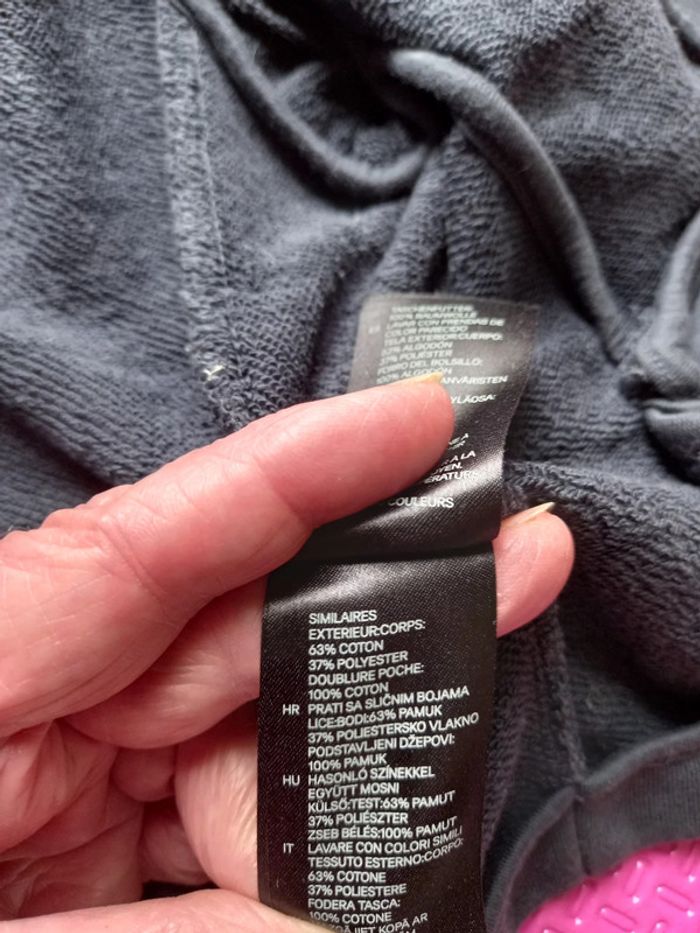 TASCHENFUTTER:
100% BAUMWOLLE
ES LAVAR CON PRENDAS DE
COLOR PARECIDO
TELA EXTERIOR:CUERPO:
63% ALGODÓN
37% POLIÉSTER
FORRO DEL BOLSILLO:
100% ALGODÓN
COULEURS
SIMILAIRES
EXTERIEUR:CORPS:
63% COTON
37% POLYESTER
DOUBLURE POCHE:
100% COTON
HR PRATI SA SLIČNIM BOJAMA
LICE:BODI:63% PAMUK
37% POLIESTERSKO VLAKNO
PODSTAVLJENI DŽEPOVI:
100% PAMUK
HU HASONLÓ SZÍNEKKEL
EGYÜTT MOSNI
KÜLSŐ:TEST:63% PAMUT
37% POLIÉSZTER
ZSEB BÉLÉS:100% PAMUT
IT LAVARE CON COLORI SIMILI
TESSUTO ESTERNO:CORPO:
63% COTONE
37% POLIESTERE
FODERA TASCA:
100% COTONE
KOPĀ AR